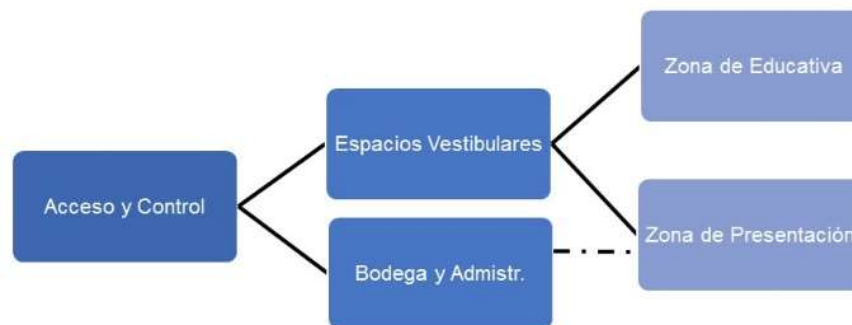 Zona de Educativa
Espacios Vestibulares
Acceso y Control
Zona de Presentación
Bodega y Admistr.